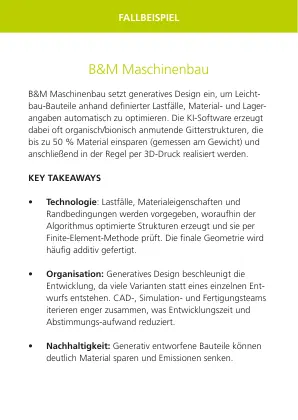 FALLBEISPIEL
B&M Maschinenbau
B&M Maschinenbau setzt generatives Design ein, um Leicht-
bau-Bauteile anhand definierter Lastfälle, Material- und Lager-
angaben automatisch zu optimieren. Die KI-Software erzeugt
dabei oft organisch/bionisch anmutende Gitterstrukturen, die
bis zu 50 % Material einsparen (gemessen am Gewicht) und
anschließend in der Regel per 3D-Druck realisiert werden.
KEY TAKEAWAYS
• Technologie: Lastfälle, Materialeigenschaften und
Randbedingungen werden vorgegeben, woraufhin der
Algorithmus optimierte Strukturen erzeugt und sie per
Finite-Element-Methode prüft. Die finale Geometrie wird
häufig additiv gefertigt.
• Organisation: Generatives Design beschleunigt die
Entwicklung, da viele Varianten statt eines einzelnen Ent-
wurfs entstehen. CAD-, Simulation- und Fertigungsteams
iterieren enger zusammen, was Entwicklungszeit und
Abstimmungs-aufwand reduziert.
• Nachhaltigkeit: Generativ entworfene Bauteile können
deutlich Material sparen und Emissionen senken.